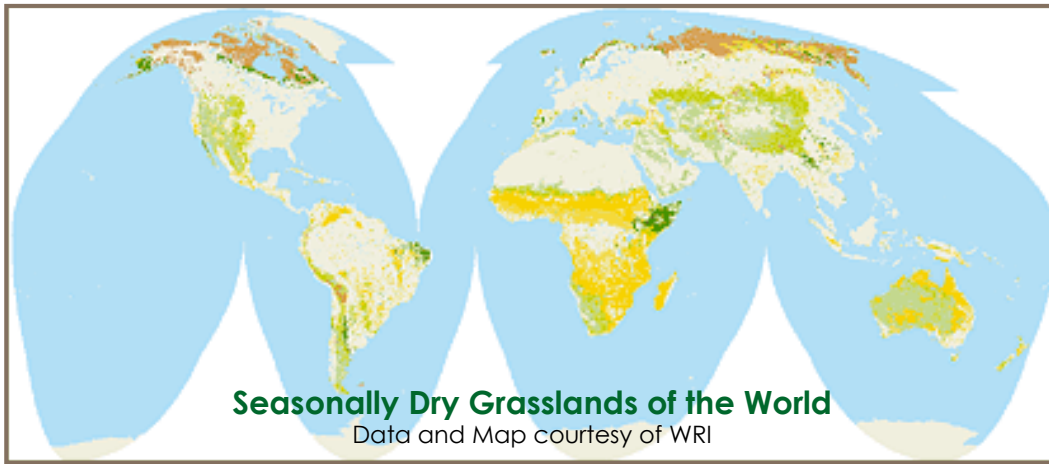 Seasonally Dry Grasslands of the World
Data and Map courtesy of WRI